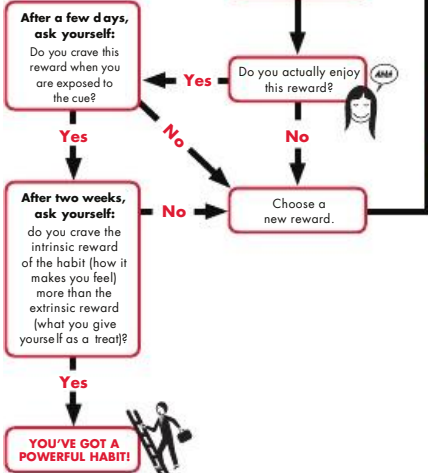 After a few days,
ask yourself:
Do you crave this
reward when you
are exposed to
the cue?
Yes
Do you actually enjoy
this reward?
AHH!
Yes
No
No
After two weeks,
ask yourself:
do you crave the
intrinsic reward
of the habit (how it
makes you feel)
more than the
extrinsic reward
(what you give
yourself as a treat)?
No
Choose a
new reward.
Yes
YOU'VE GOT A
POWERFUL HABIT!